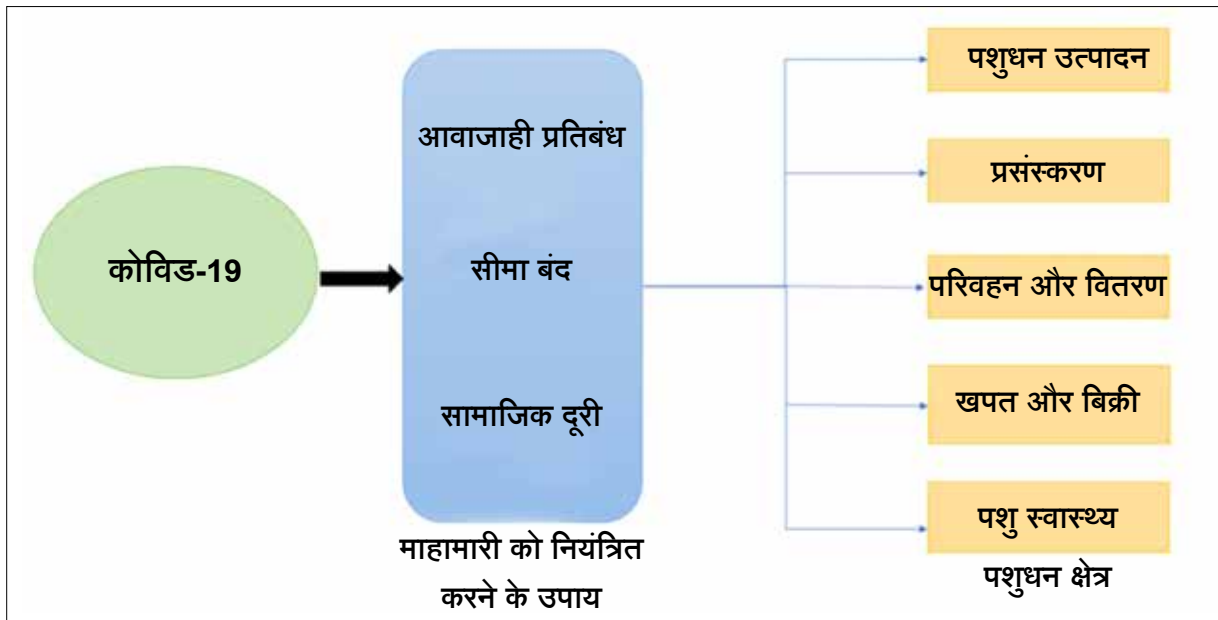 कोविड-19
आवाजाही प्रतिबंध
सीमा बंद
सामाजिक दूरी
माहामारी को नियंत्रित
करने के उपाय
पशुधन उत्पादन
प्रसंस्करण
परिवहन और वितरण
खपत और बिक्री
पशु स्वास्थ्य
पशुधन क्षेत्र